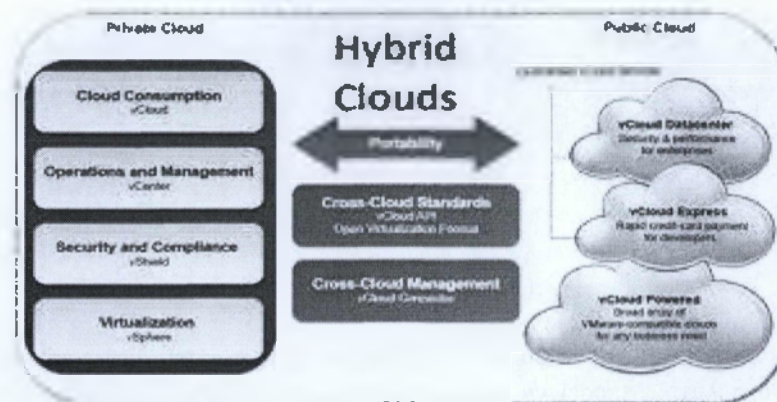 Private Cloud
Hybrid
Clouds
Public Cloud
Cloud Consumption
vCloud
Operations and Management
vCenter
Security and Compliance
vShield
Virtualization
vSphere
Portability
Cross-Cloud Standards
vCloud API
Open Virtualization Format
Cross-Cloud Management
vCloud Connector
vCloud Datacenter
Security & performance
for enterprises
vCloud Express
Rapid credit-card payment
for developers
vCloud Powered
Broad array of
VMware-compatible clouds
for any business need